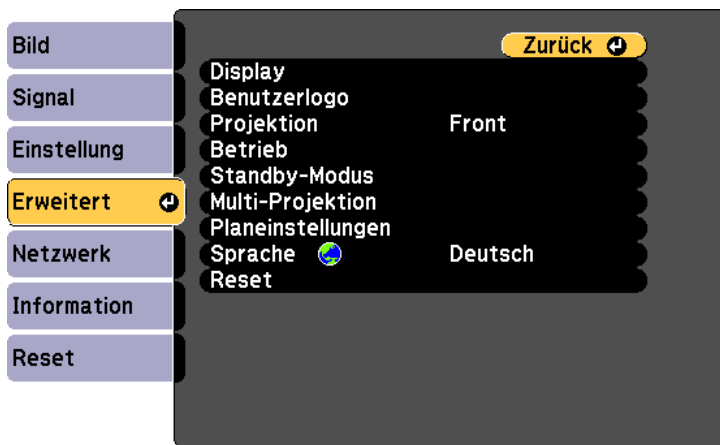 Bild
Signal
Einstellung
Erweitert
Netzwerk
Information
Reset
Zurück
Display
Benutzerlogo
Projektion Front
Betrieb
Standby-Modus
Multi-Projektion
Planeinstellungen
Sprache Deutsch
Reset